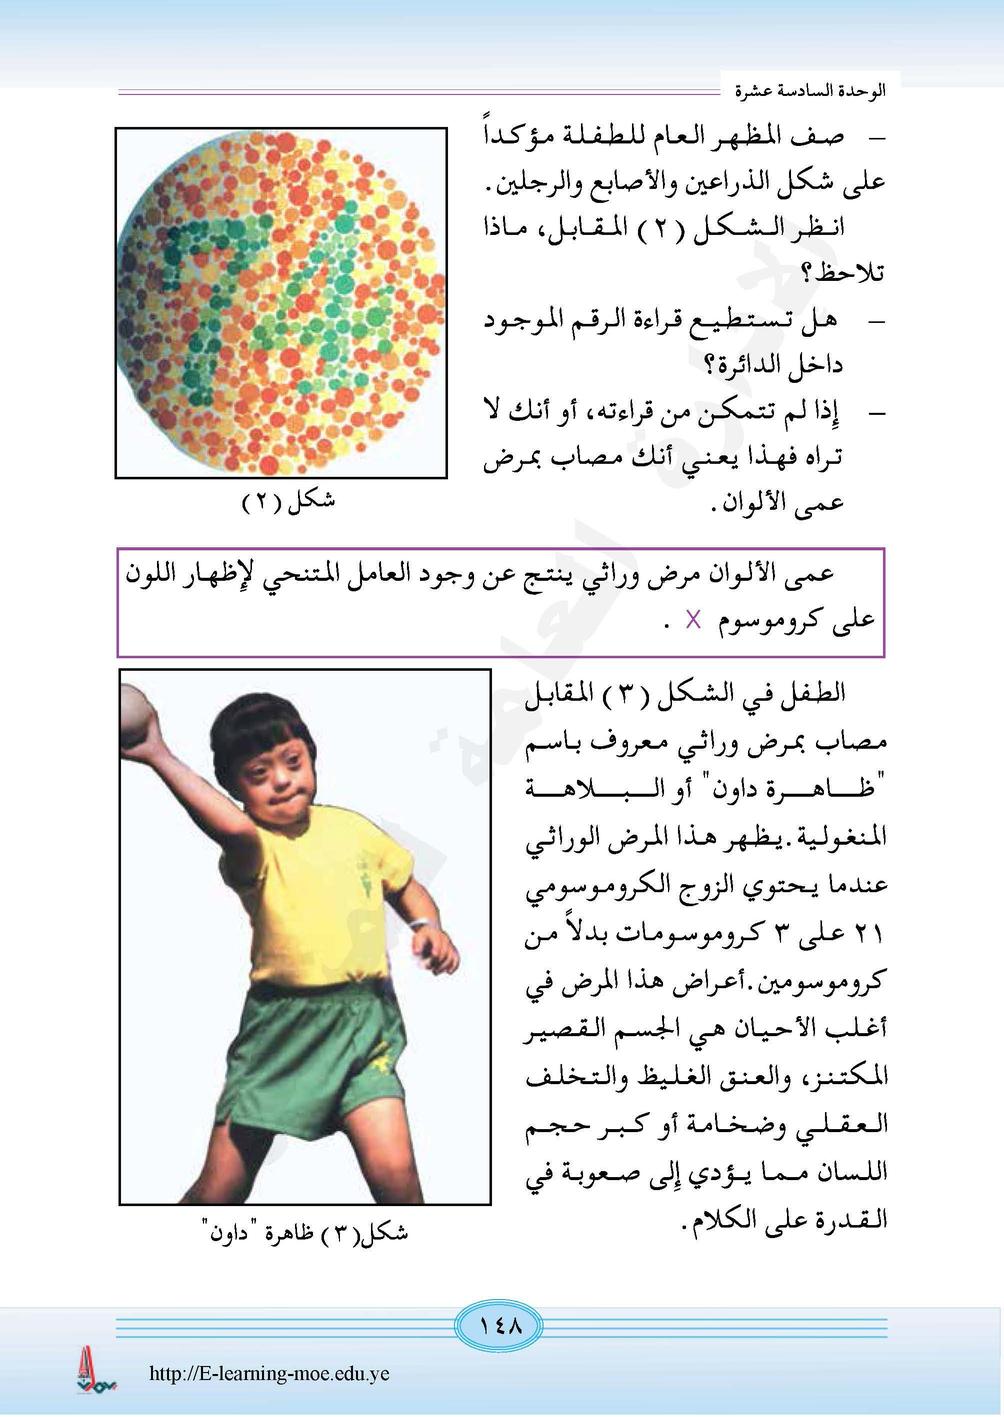 الوحدة السادسة عشرة
– صف المظهر العام للطفلة مؤكداً
على شكل الذراعين والأصابع والرجلين.
انظر الشكل (٢) المقابل، ماذا
تلاحظ؟
– هل تستطيع قراءة الرقم الموجود
داخل الدائرة؟
– إذا لم تتمكن من قراءته، أو أنك لا
تراه فهذا يعني أنك مصاب بمرض
عمى الألوان.
74
شكل (٢)
عمى الألوان مرض وراثي ينتج عن وجود العامل المتنحي لإظهار اللون
على كروموسوم X .
الطفل في الشكل (٣) المقابل
مصاب بمرض وراثي معروف باسم
"ظاهرة داون" أو البلاهة
المنغولية. يظهر هذا المرض الوراثي
عندما يحتوي الزوج الكروموسومي
٢١ على ٣ كروموسومات بدلاً من
كروموسومين. أعراض هذا المرض في
أغلب الأحيان هي الجسم القصير
المكتنز، والعنق الغليظ والتخلف
العقلي وضخامة أو كبر حجم
اللسان مما يؤدي إلى صعوبة في
القدرة على الكلام.
شكل (٣) ظاهرة "داون"
١٤٨
http://E-learning-moe.edu.ye